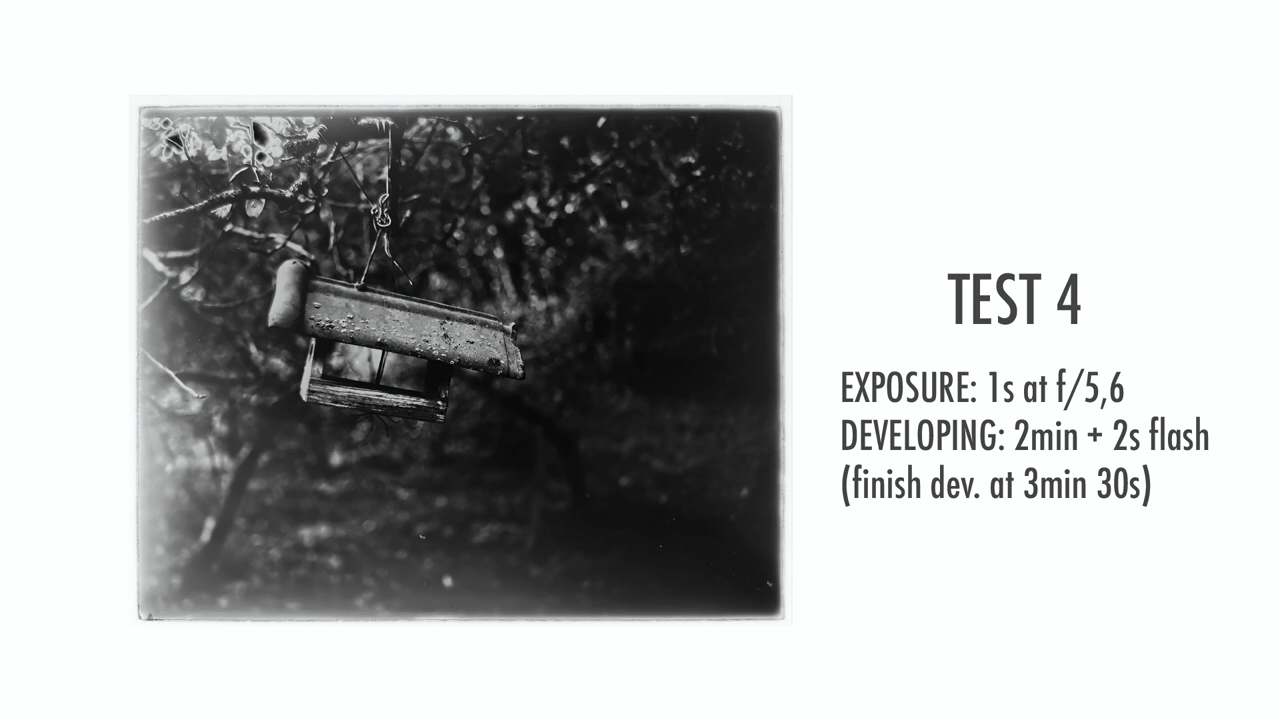 TEST 4
EXPOSURE: 1s at f/5,6
DEVELOPING: 2min + 2s flash
(finish dev. at 3min 30s)